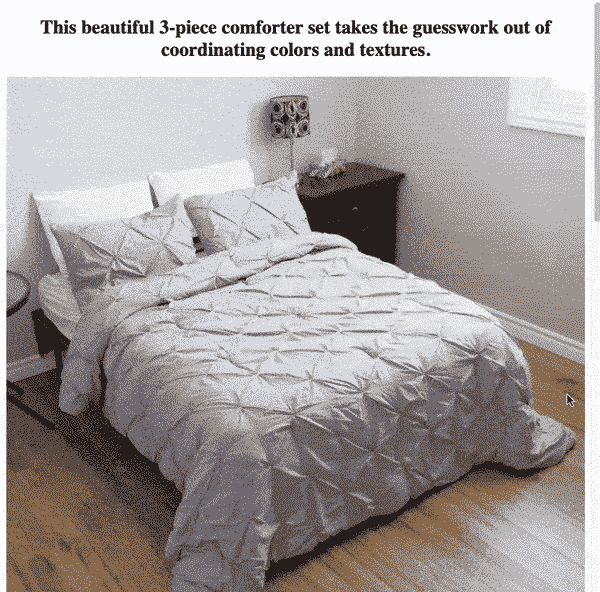 This beautiful 3-piece comforter set takes the guesswork out of
coordinating colors and textures.